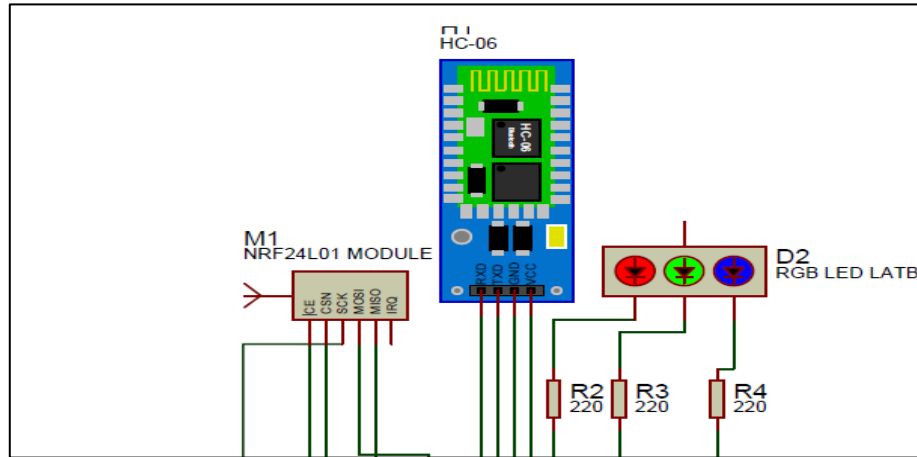 HC-06
HC-06
Bluetooth
RXD
TXD
GND
VCC
M1
NRF24L01 MODULE
CE
CSN
SCK
MOSI
MISO
IRQ
D2
RGB LED LATB
R2
220
R3
220
R4
220